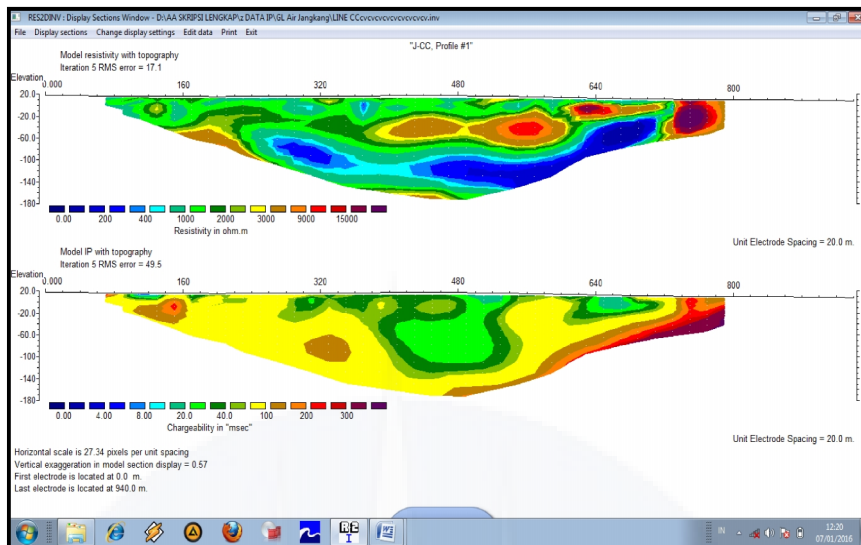 RES2DINV : Display Sections Window - D:\AA SKRIPSI LENGKAP\z DATA IP\GL Air Jangkang\LINE CCcvcvcvcvcvcvcvcv.inv
File Display sections Change display settings Edit data Print Exit
"J-CC, Profile #1"
Model resistivity with topography
Iteration 5 RMS error = 17.1
Elevation 0.000 160 320 480 640 800
20.0
-20.0
-60.0
-100
-140
-180
0.00 200 400 1000 2000 3000 9000 15000
Resistivity in ohm.m
Unit Electrode Spacing = 20.0 m.
Model IP with topography
Iteration 5 RMS error = 49.5
Elevation 0.000 160 320 480 640 800
20.0
-20.0
-60.0
-100
-140
-180
0.00 4.00 8.00 20.0 40.0 100 200 300
Chargeability in "msec"
Unit Electrode Spacing = 20.0 m.
Horizontal scale is 27.34 pixels per unit spacing
Vertical exaggeration in model section display = 0.57
First electrode is located at 0.0 m.
Last electrode is located at 940.0 m.
RE
I
W
IN
12:20
07/01/2016